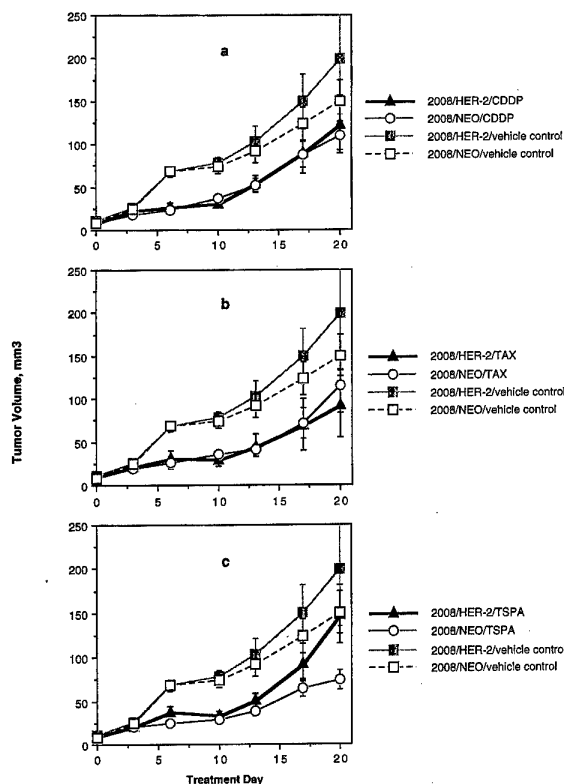 Tumor Volume, mm3
250
200
150
100
50
0
a
0
5
10
15
20
2008/HER-2/CDDP
2008/NEO/CDDP
2008/HER-2/vehicle control
2008/NEO/vehicle control
250
200
150
100
50
0
b
0
5
10
15
20
2008/HER-2/TAX
2008/NEO/TAX
2008/HER-2/vehicle control
2008/NEO/vehicle control
250
200
150
100
50
0
c
0
5
10
15
20
2008/HER-2/TSPA
2008/NEO/TSPA
2008/HER-2/vehicle contro
2008/NEO/vehicle control
Treatment Day